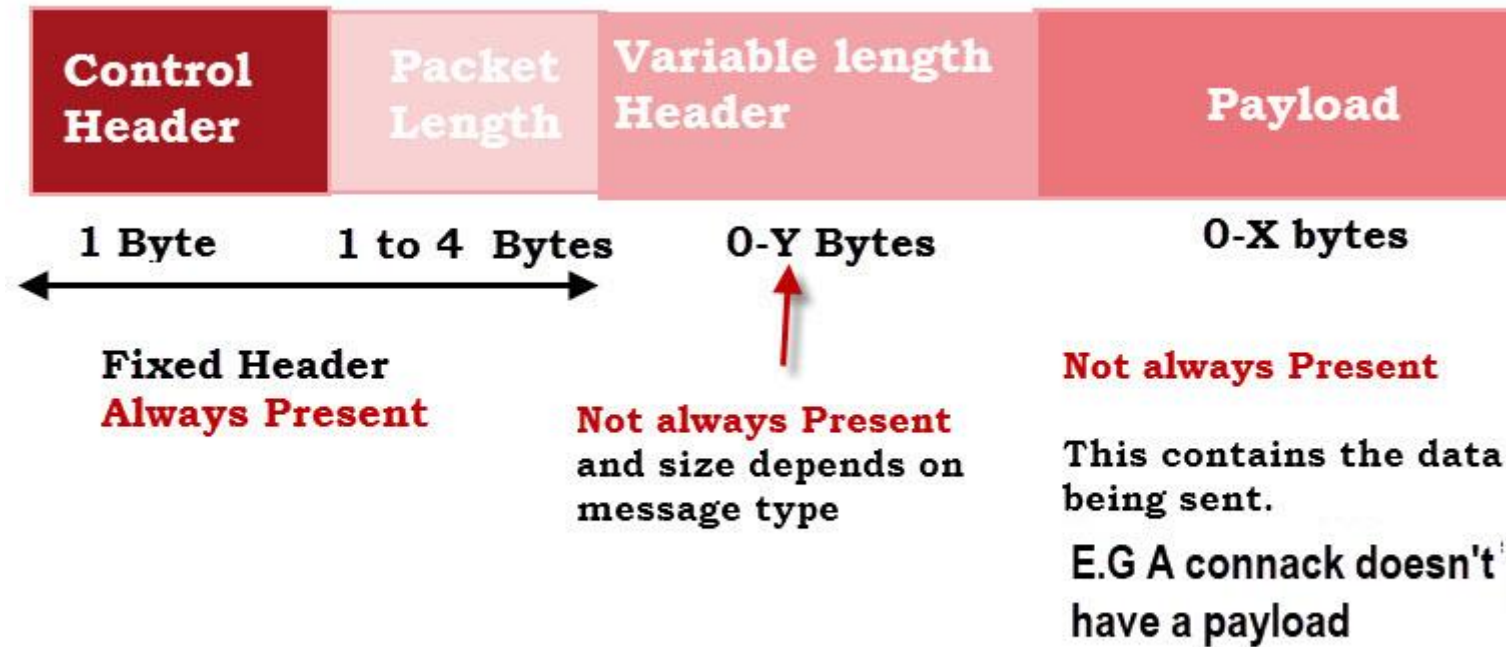 Control
Header
Packet
Length
Variable length
Header
Payload
1 Byte
1 to 4 Bytes
0-Y Bytes
0-X bytes
Fixed Header
Always Present
Not always Present
and size depends on
message type
Not always Present
This contains the data
being sent.
E.G A connack doesn't
have a payload